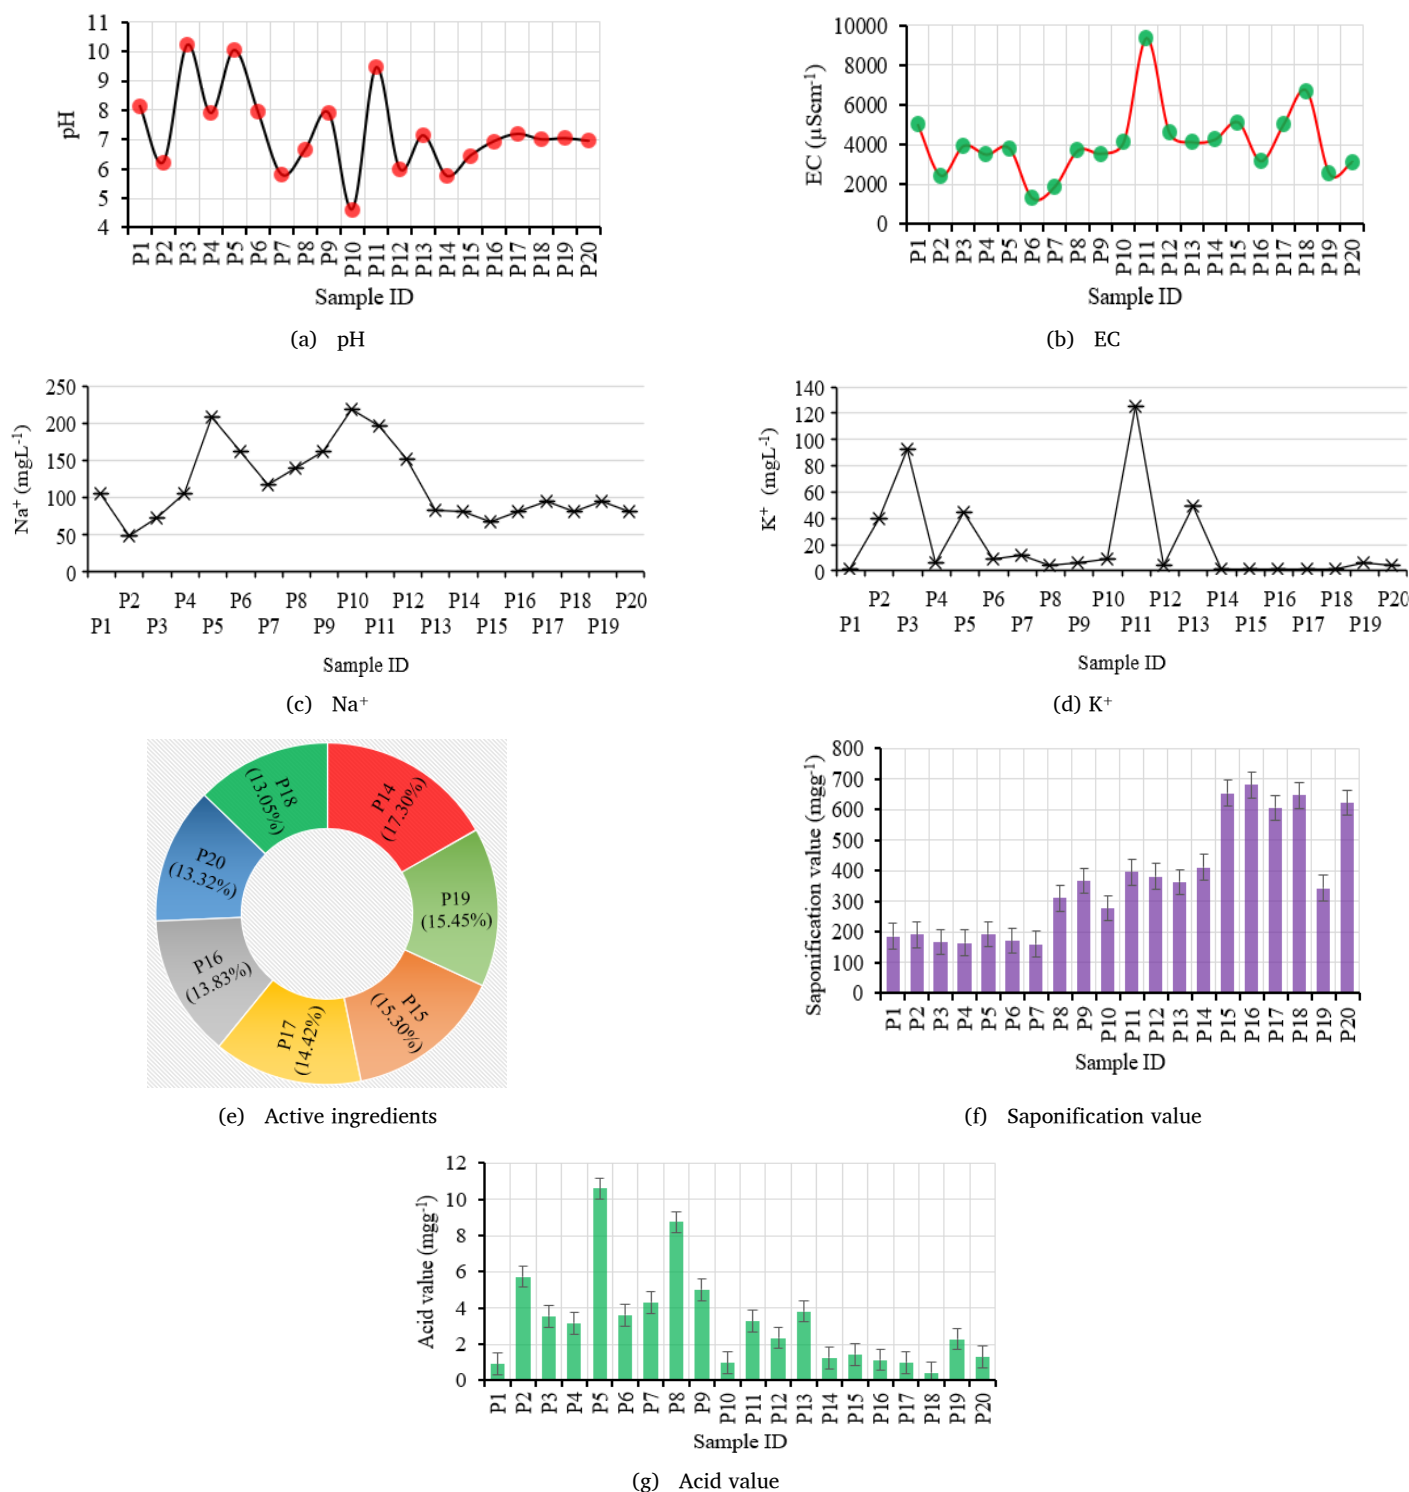 11
10
9
8
7
6
5
4
pH
P1 P2 P3 P4 P5 P6 P7 P8 P9 P10 P11 P12 P13 P14 P15 P16 P17 P18 P19 P20
Sample ID
(a) pH
10000
8000
6000
4000
2000
0
EC (µScm⁻¹)
P1 P2 P3 P4 P5 P6 P7 P8 P9 P10 P11 P12 P13 P14 P15 P16 P17 P18 P19 P20
Sample ID
(b) EC
250
200
150
100
50
0
Na⁺ (mgL⁻¹)
P2 P4 P6 P8 P10 P12 P14 P16 P18 P20
P1 P3 P5 P7 P9 P11 P13 P15 P17 P19
Sample ID
(c) Na⁺
140
120
100
80
60
40
20
0
K⁺ (mgL⁻¹)
P2 P4 P6 P8 P10 P12 P14 P16 P18 P20
P1 P3 P5 P7 P9 P11 P13 P15 P17 P19
Sample ID
(d) K⁺
P14
(17.30%)
P19
(15.45%)
P15
(15.30%)
P17
(14.42%)
P16
(13.83%)
P20
(13.32%)
P18
(13.05%)
(e) Active ingredients
800
700
600
500
400
300
200
100
0
Saponification value (mgg⁻¹)
P1 P2 P3 P4 P5 P6 P7 P8 P9 P10 P11 P12 P13 P14 P15 P16 P17 P18 P19 P20
Sample ID
(f) Saponification value
12
10
8
6
4
2
0
Acid value (mgg⁻¹)
P1 P2 P3 P4 P5 P6 P7 P8 P9 P10 P11 P12 P13 P14 P15 P16 P17 P18 P19 P20
Sample ID
(g) Acid value